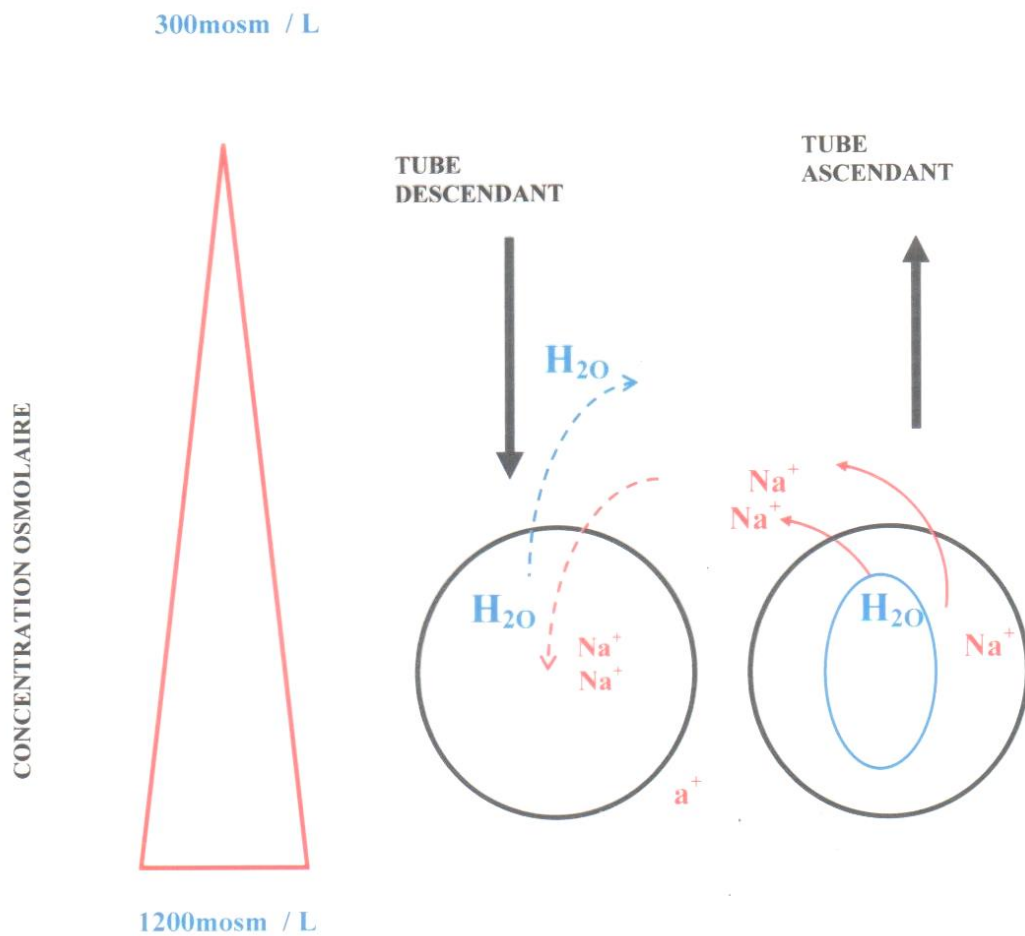 300mosm / L
TUBE
DESCENDANT
TUBE
ASCENDANT
H2O
Na+
Na+
H2O
Na+
Na+
H2O
Na+
a+
CONCENTRATION OSMOLAIRE
1200mosm / L